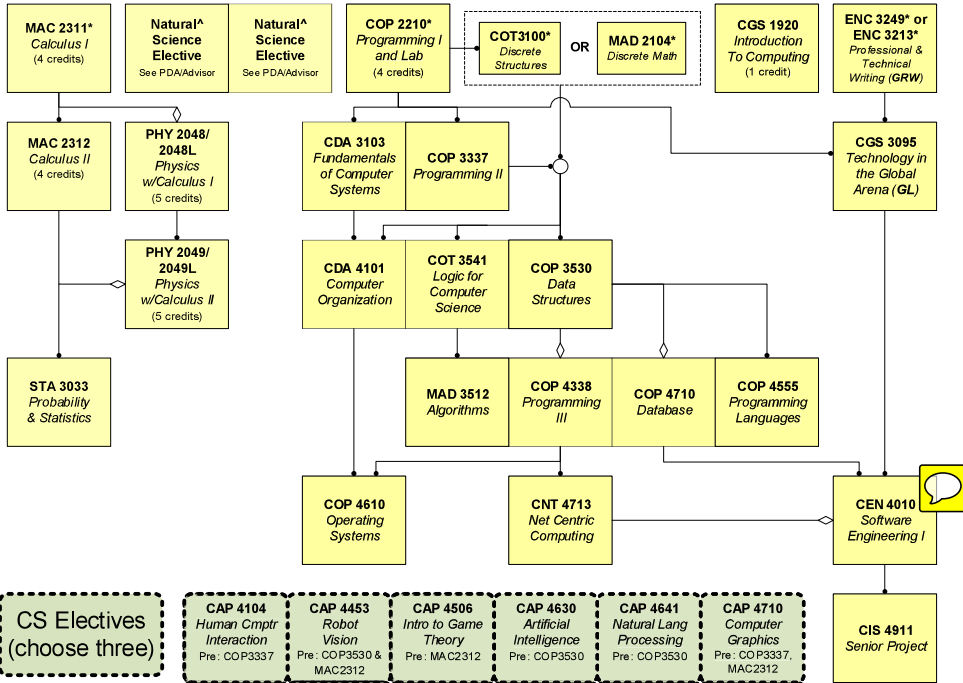 MAC 2311*
Calculus I
(4 credits)
Natural^
Science
Elective
See PDA/Advisor
Natural^
Science
Elective
See PDA/Advisor
COP 2210*
Programming I
and Lab
(4 credits)
COT3100*
Discrete
Structures
OR
MAD 2104*
Discrete Math
CGS 1920
Introduction
To Computing
(1 credit)
ENC 3249* or
ENC 3213*
Professional &
Technical
Writing (GRW)
MAC 2312
Calculus II
(4 credits)
PHY 2048/
2048L
Physics
w/Calculus I
(5 credits)
CDA 3103
Fundamentals
of Computer
Systems
COP 3337
Programming II
CGS 3095
Technology in
the Global
Arena (GL)
PHY 2049/
2049L
Physics
w/Calculus II
(5 credits)
CDA 4101
Computer
Organization
COT 3541
Logic for
Computer
Science
COP 3530
Data
Structures
STA 3033
Probability
& Statistics
MAD 3512
Algorithms
COP 4338
Programming
III
COP 4710
Database
COP 4555
Programming
Languages
COP 4610
Operating
Systems
CNT 4713
Net Centric
Computing
CEN 4010
Software
Engineering I
CS Electives
(choose three)
CAP 4104
Human Cmptr
Interaction
Pre: COP3337
CAP 4453
Robot
Vision
Pre: COP3530 &
MAC2312
CAP 4506
Intro to Game
Theory
Pre: MAC2312
CAP 4630
Artificial
Intelligence
Pre: COP3530
CAP 4641
Natural Lang
Processing
Pre: COP3530
CAP 4710
Computer
Graphics
Pre: COP3337,
MAC2312
CIS 4911
Senior Project